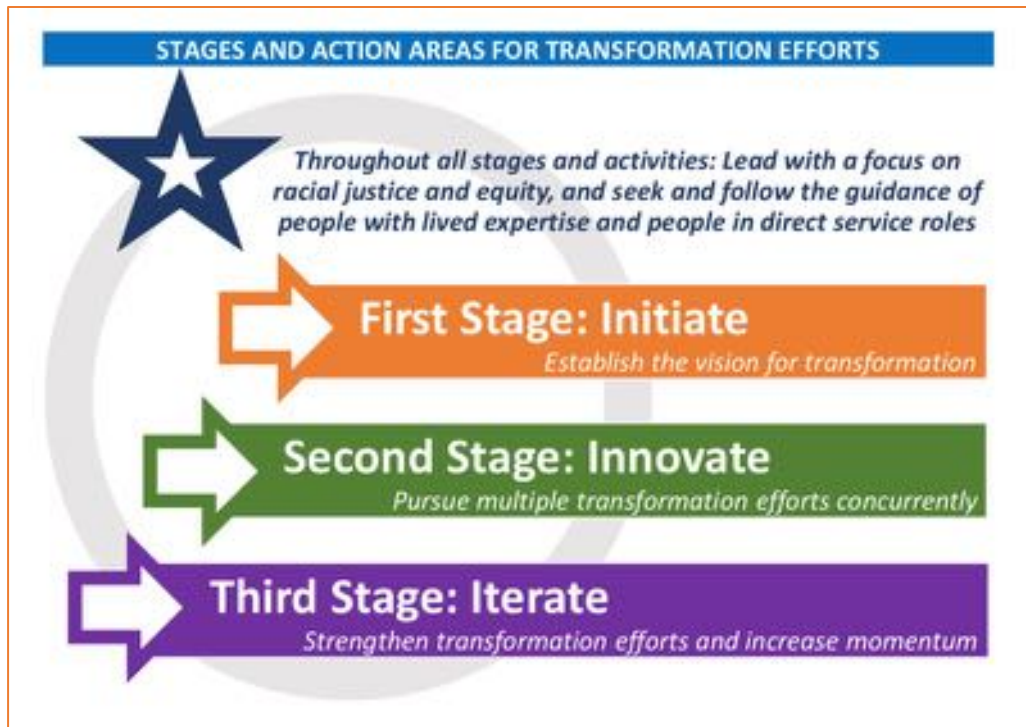 STAGES AND ACTION AREAS FOR TRANSFORMATION EFFORTS
Throughout all stages and activities: Lead with a focus on
racial justice and equity, and seek and follow the guidance of
people with lived expertise and people in direct service roles
First Stage: Initiate
Establish the vision for transformation
Second Stage: Innovate
Pursue multiple transformation efforts concurrently
Third Stage: Iterate
Strengthen transformation efforts and increase momentum